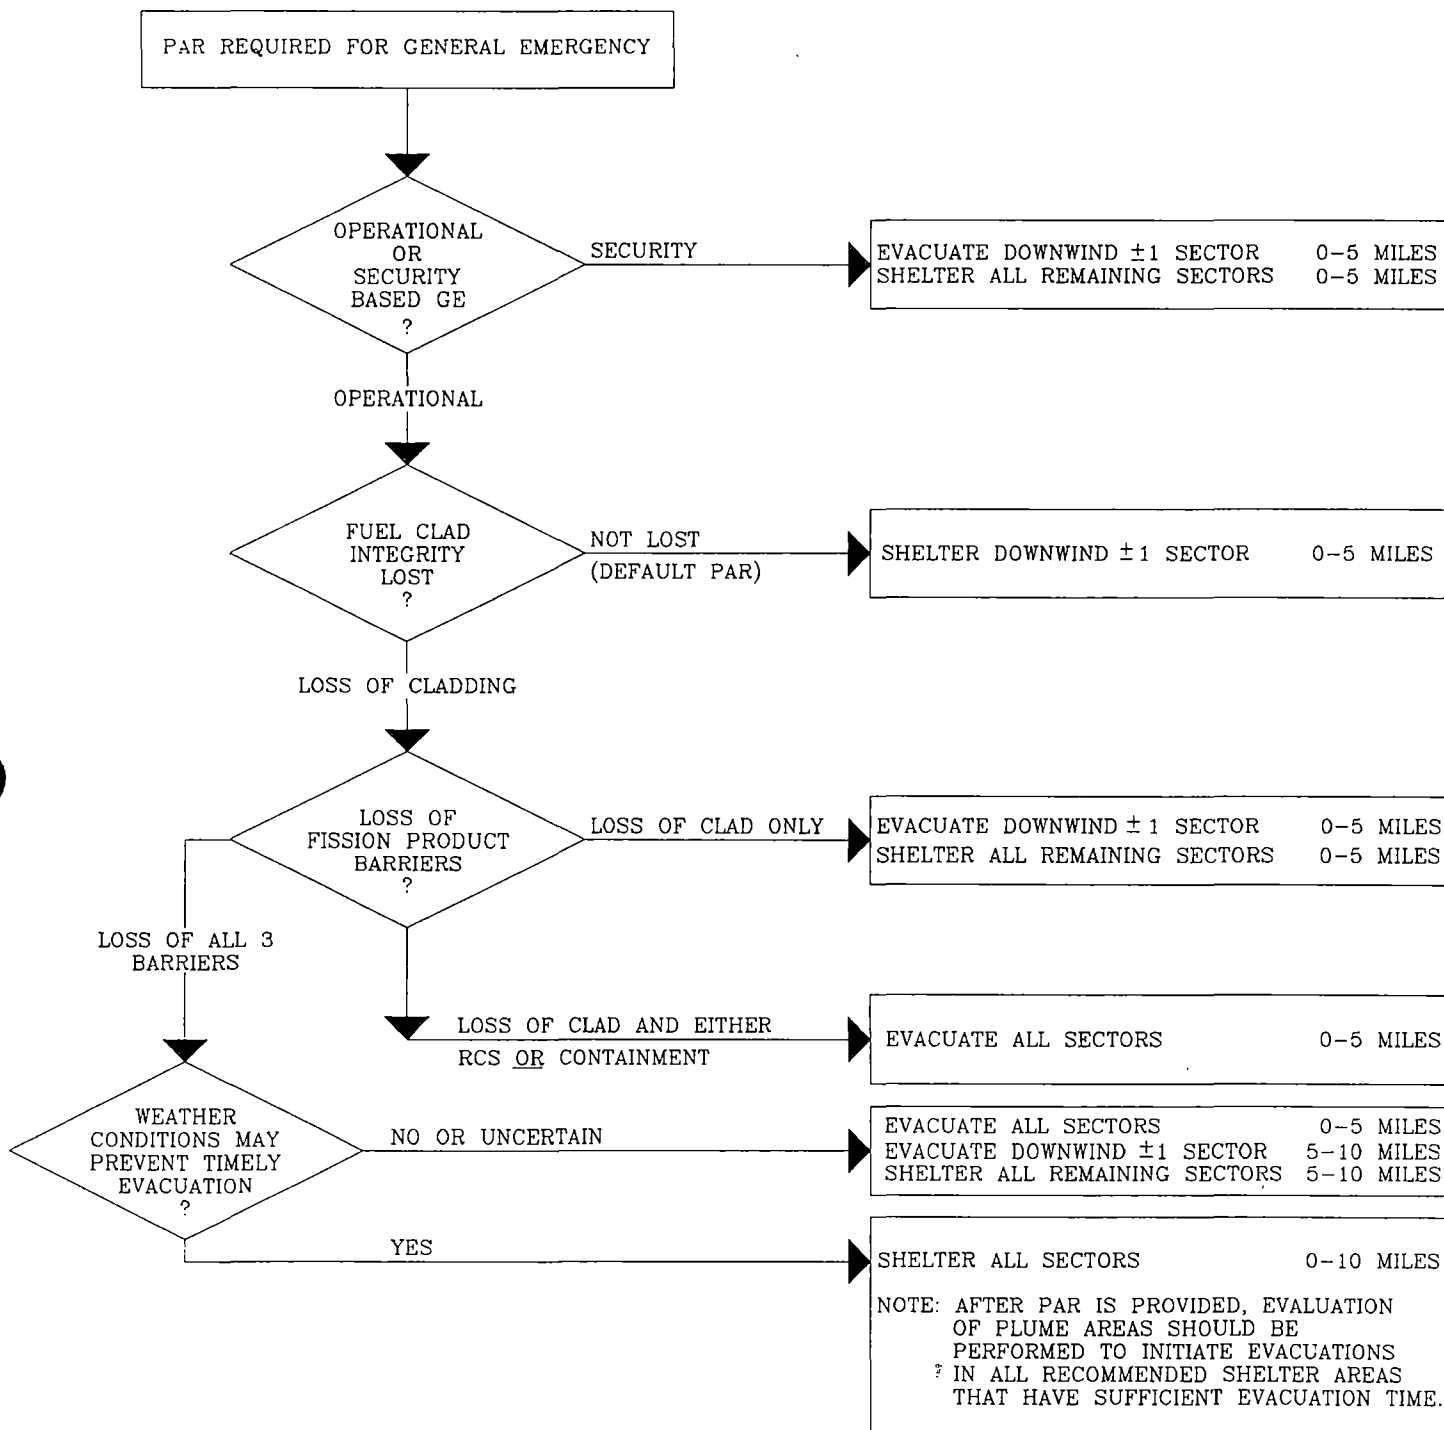 PAR REQUIRED FOR GENERAL EMERGENCY
OPERATIONAL
OR
SECURITY
BASED GE
?
SECURITY
EVACUATE DOWNWIND ±1 SECTOR 0-5 MILES
SHELTER ALL REMAINING SECTORS 0-5 MILES
OPERATIONAL
FUEL CLAD
INTEGRITY
LOST
?
NOT LOST
(DEFAULT PAR)
SHELTER DOWNWIND ±1 SECTOR 0-5 MILES
LOSS OF CLADDING
LOSS OF
FISSION PRODUCT
BARRIERS
?
LOSS OF CLAD ONLY
EVACUATE DOWNWIND ± 1 SECTOR 0-5 MILES
SHELTER ALL REMAINING SECTORS 0-5 MILES
LOSS OF ALL 3
BARRIERS
LOSS OF CLAD AND EITHER
RCS OR CONTAINMENT
EVACUATE ALL SECTORS 0-5 MILES
WEATHER
CONDITIONS MAY
PREVENT TIMELY
EVACUATION
?
NO OR UNCERTAIN
EVACUATE ALL SECTORS 0-5 MILES
EVACUATE DOWNWIND ±1 SECTOR 5-10 MILES
SHELTER ALL REMAINING SECTORS 5-10 MILES
YES
SHELTER ALL SECTORS 0-10 MILES
NOTE: AFTER PAR IS PROVIDED, EVALUATION
OF PLUME AREAS SHOULD BE
PERFORMED TO INITIATE EVACUATIONS
IN ALL RECOMMENDED SHELTER AREAS
THAT HAVE SUFFICIENT EVACUATION TIME.